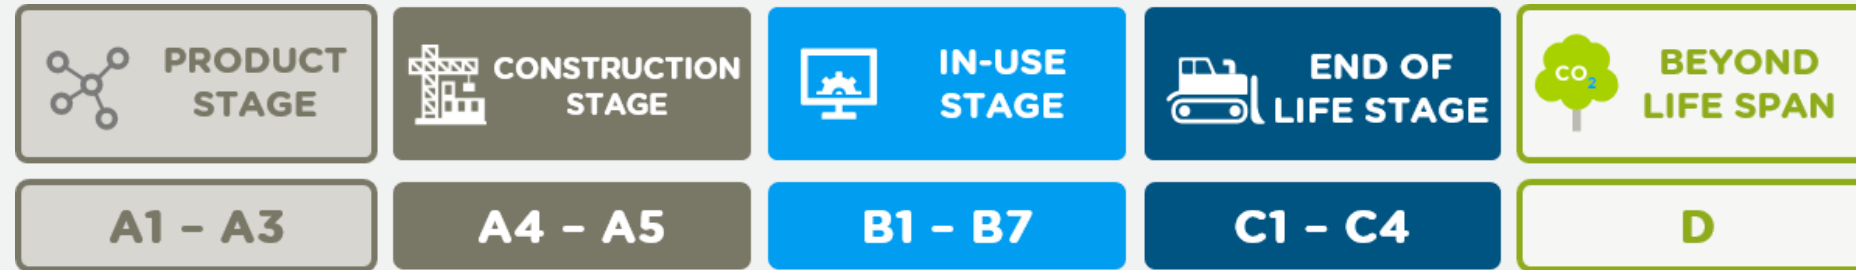 PRODUCT
STAGE
CONSTRUCTION
STAGE
IN-USE
STAGE
END OF
LIFE STAGE
CO2
BEYOND
LIFE SPAN
A1 – A3
A4 – A5
B1 – B7
C1 – C4
D